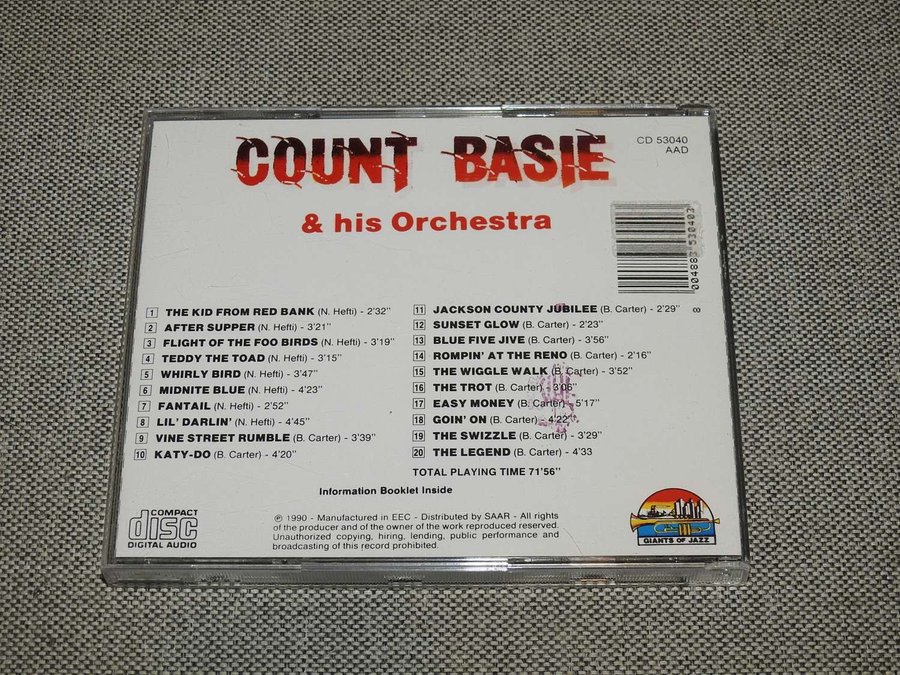 COUNT BASIE
& his Orchestra
CD 53040
AAD
004883 530403
1 THE KID FROM RED BANK (N. Hefti) - 2'32"
2 AFTER SUPPER (N. Hefti) - 3'21"
3 FLIGHT OF THE FOO BIRDS (N. Hefti) - 3'19"
4 TEDDY THE TOAD (N. Hefti) - 3'15"
5 WHIRLY BIRD (N. Hefti) - 3'47"
6 MIDNITE BLUE (N. Hefti) - 4'23"
7 FANTAIL (N. Hefti) - 2'52"
8 LIL' DARLIN' (N. Hefti) - 4'45"
9 VINE STREET RUMBLE (B. Carter) - 3'39"
10 KATY-DO (B. Carter) - 4'20"
11 JACKSON COUNTY JUBILEE (B. Carter) - 2'29"
12 SUNSET GLOW (B. Carter) - 2'23"
13 BLUE FIVE JIVE (B. Carter) - 3'56"
14 ROMPIN' AT THE RENO (B. Carter) - 2'16"
15 THE WIGGLE WALK (B. Carter) - 3'52"
16 THE TROT (B. Carter) - 3'06"
17 EASY MONEY (B. Carter) - 5'17"
18 GOIN' ON (B. Carter) - 4'22"
19 THE SWIZZLE (B. Carter) - 3'29"
20 THE LEGEND (B. Carter) - 4'33
TOTAL PLAYING TIME 71'56"
Information Booklet Inside
COMPACT
disc
DIGITAL AUDIO
℗ 1990 - Manufactured in EEC - Distributed by SAAR - All rights
of the producer and of the owner of the work reproduced reserved.
Unauthorized copying, hiring, lending, public performance and
broadcasting of this record prohibited.
GIANTS OF JAZZ